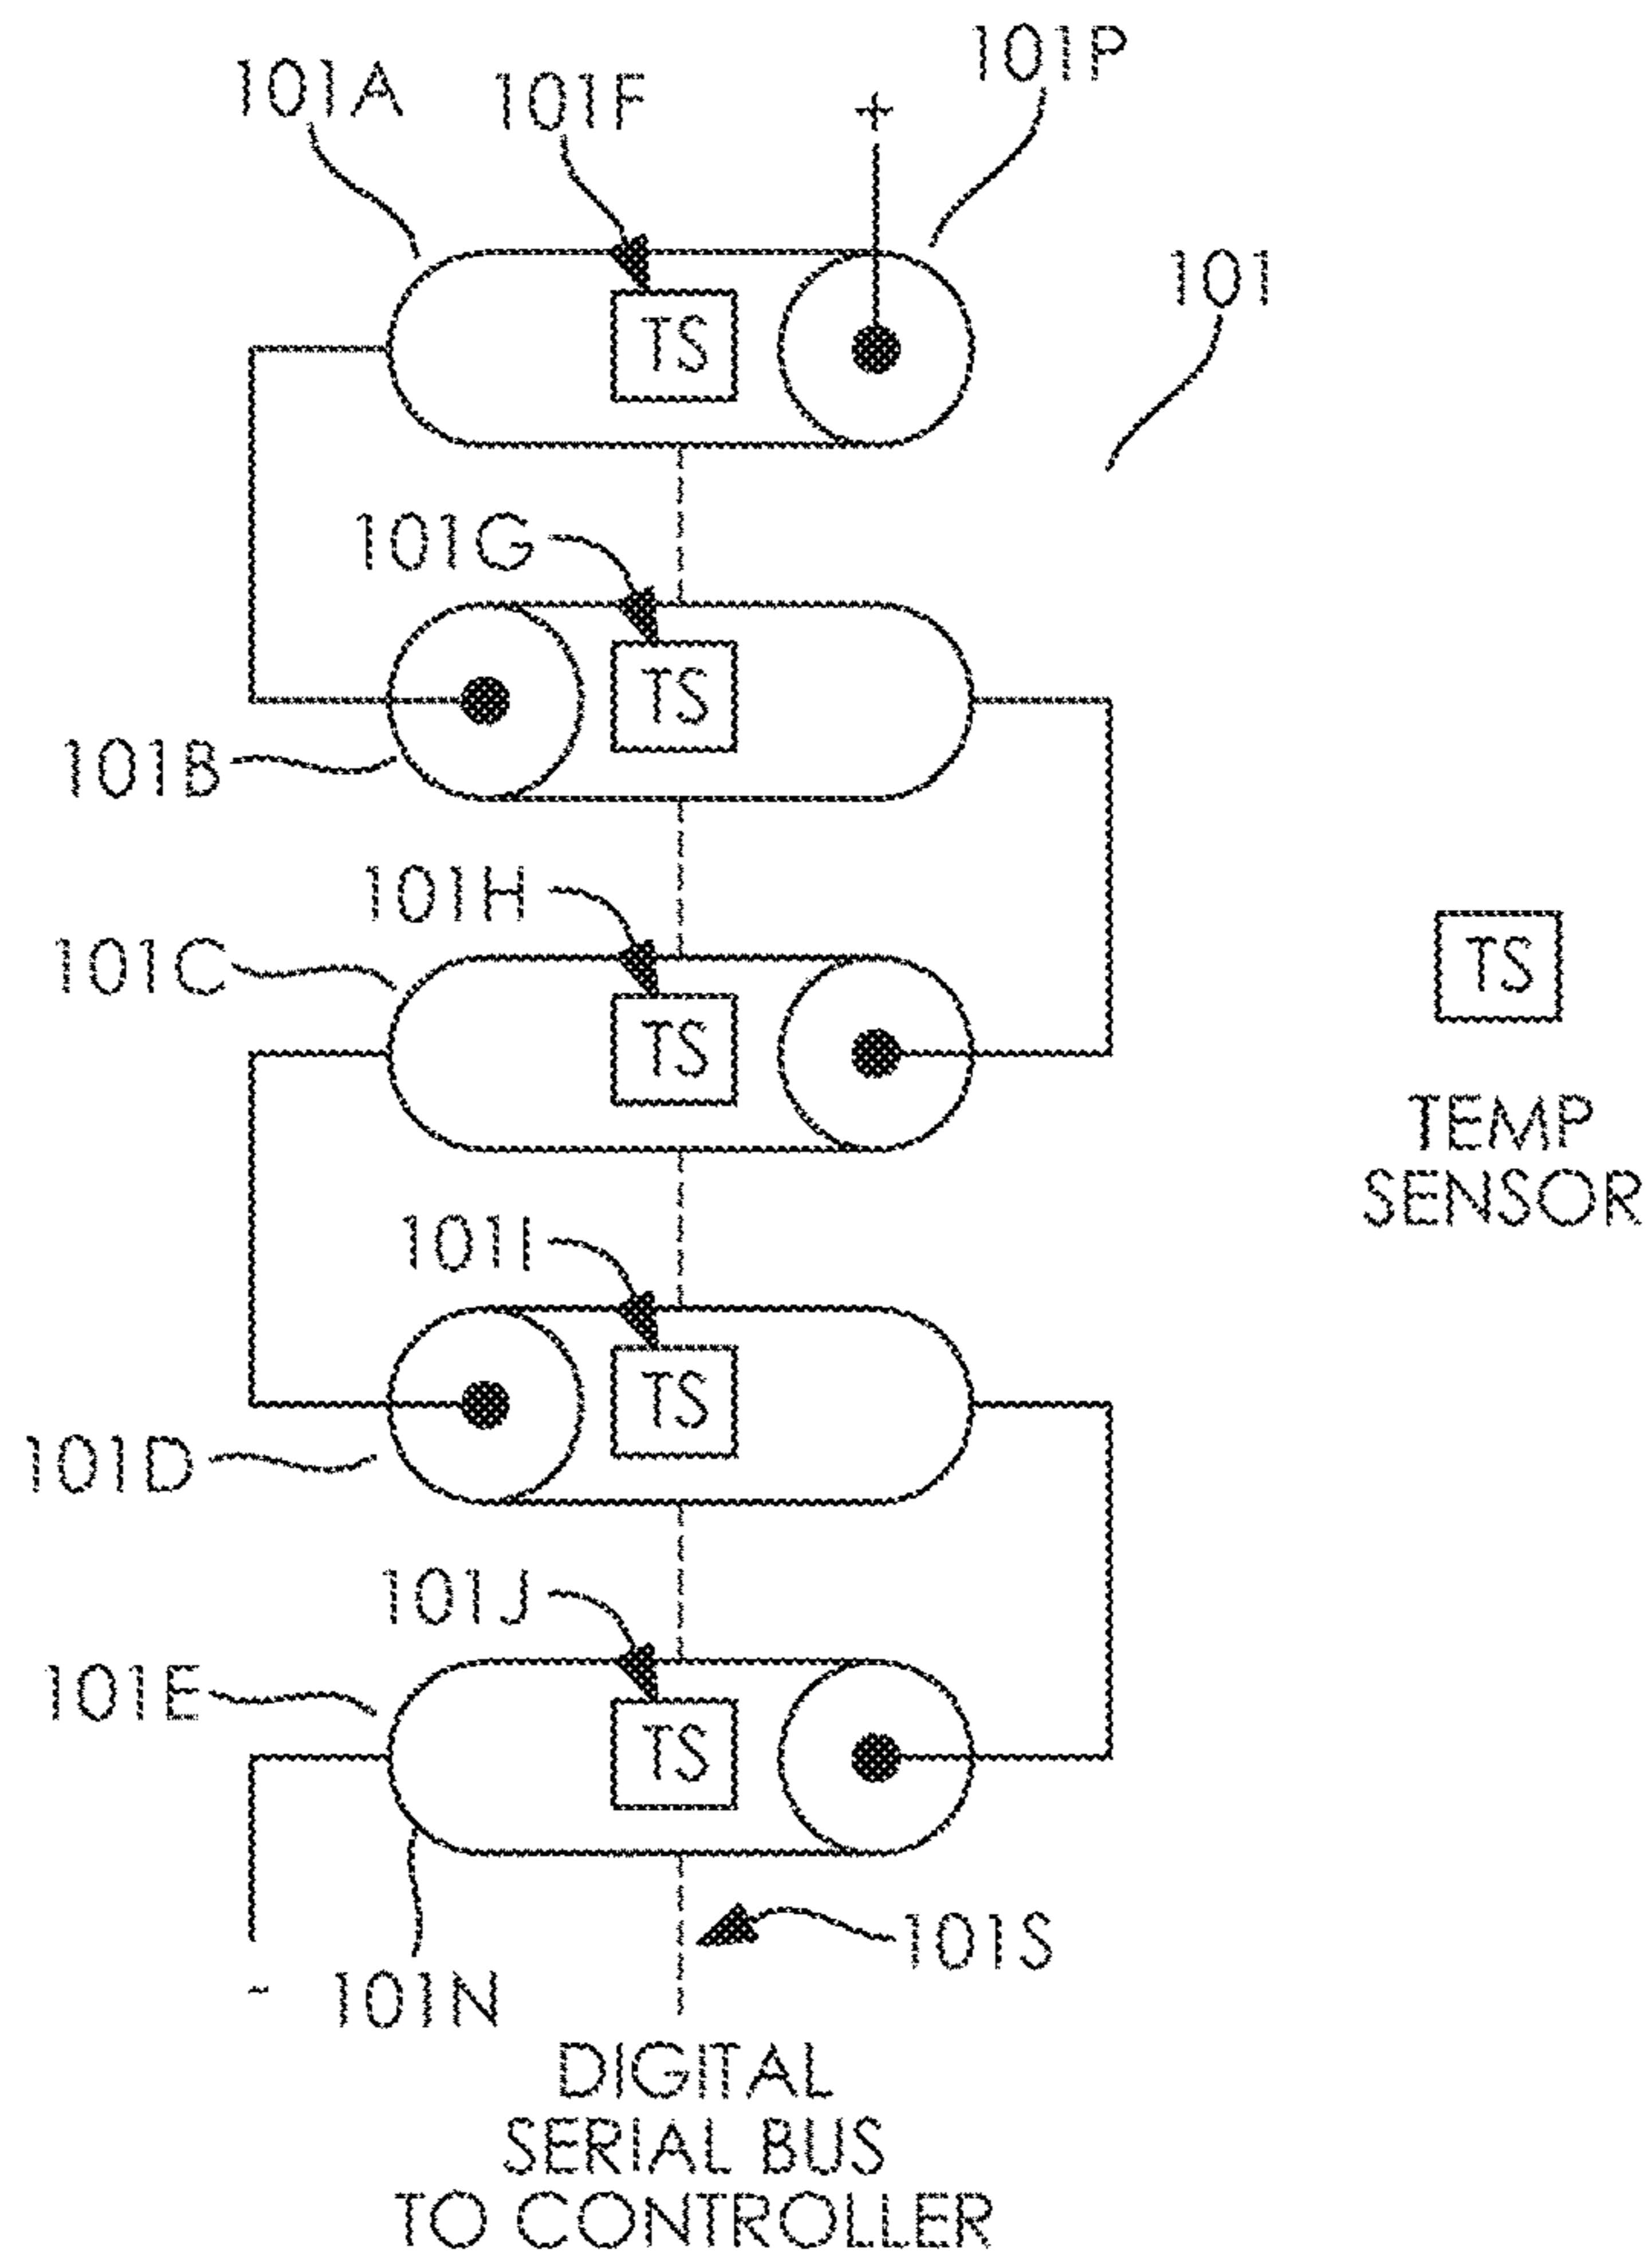 101P
101A
101F
+
101
TS
101G
TS
101B
101H
101C
TS
TS
TEMP
SENSOR
101I
TS
101D
101J
101E
TS
101S
-
101N
DIGITAL
SERIAL BUS
TO CONTROLLER